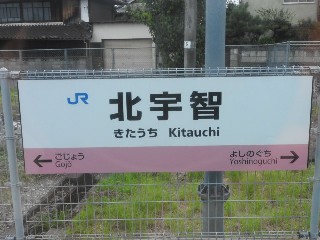 JR 北宇智
きたうち Kitauchi
ごじょう よしのぐち
Gojō Yoshinoguchi